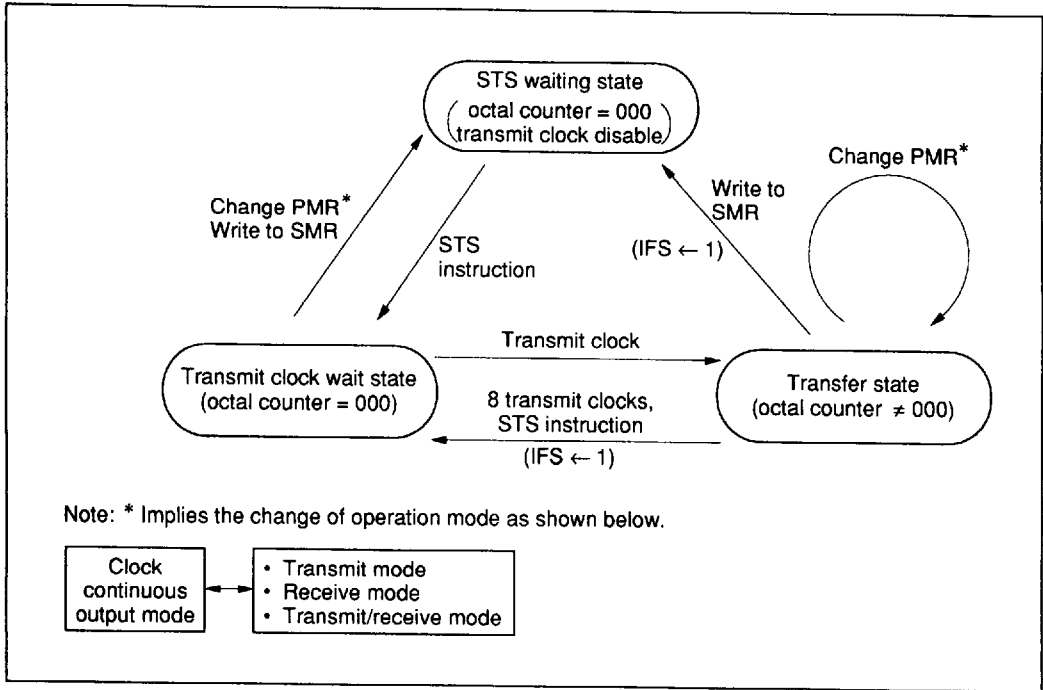 STS waiting state
octal counter = 000
transmit clock disable
Change PMR*
Change PMR*
Write to SMR
Write to
SMR
(IFS ← 1)
STS
instruction
Transmit clock
Transmit clock wait state
(octal counter = 000)
8 transmit clocks,
STS instruction
(IFS ← 1)
Transfer state
(octal counter ≠ 000)
Note: * Implies the change of operation mode as shown below.
Clock
continuous
output mode
• Transmit mode
• Receive mode
• Transmit/receive mode